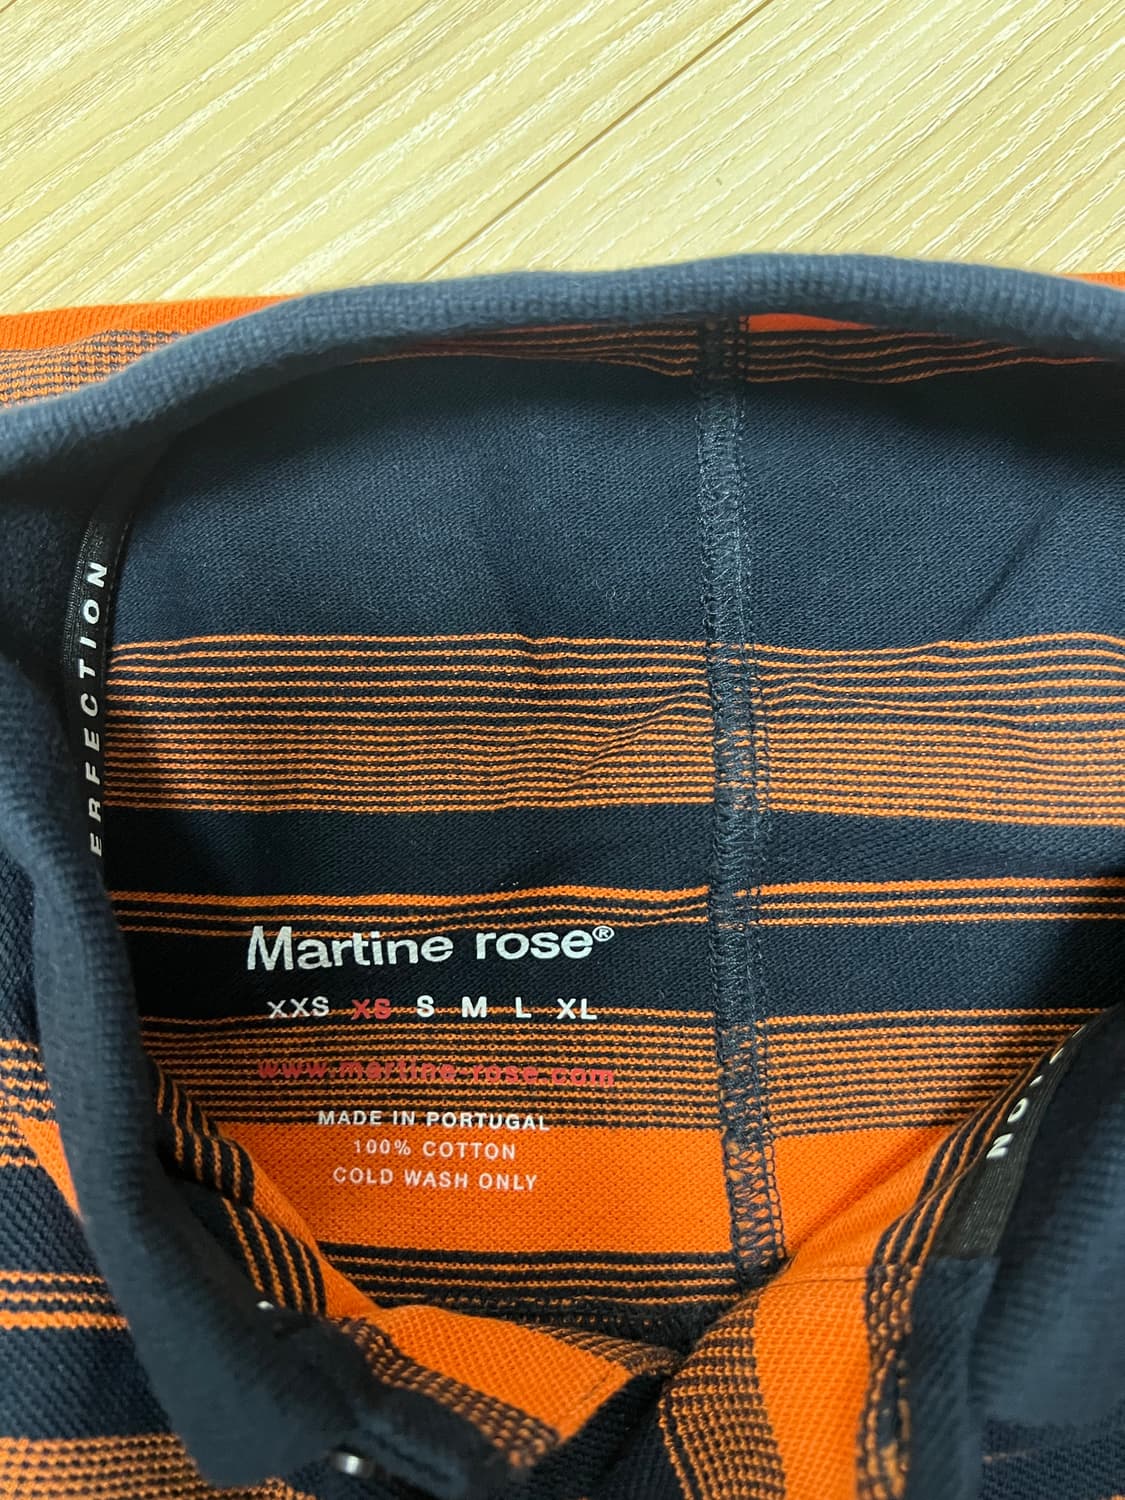 ERFECTION
Martine rose®
XXS XS S M L XL
www.martine-rose.com
MADE IN PORTUGAL
100% COTTON
COLD WASH ONLY